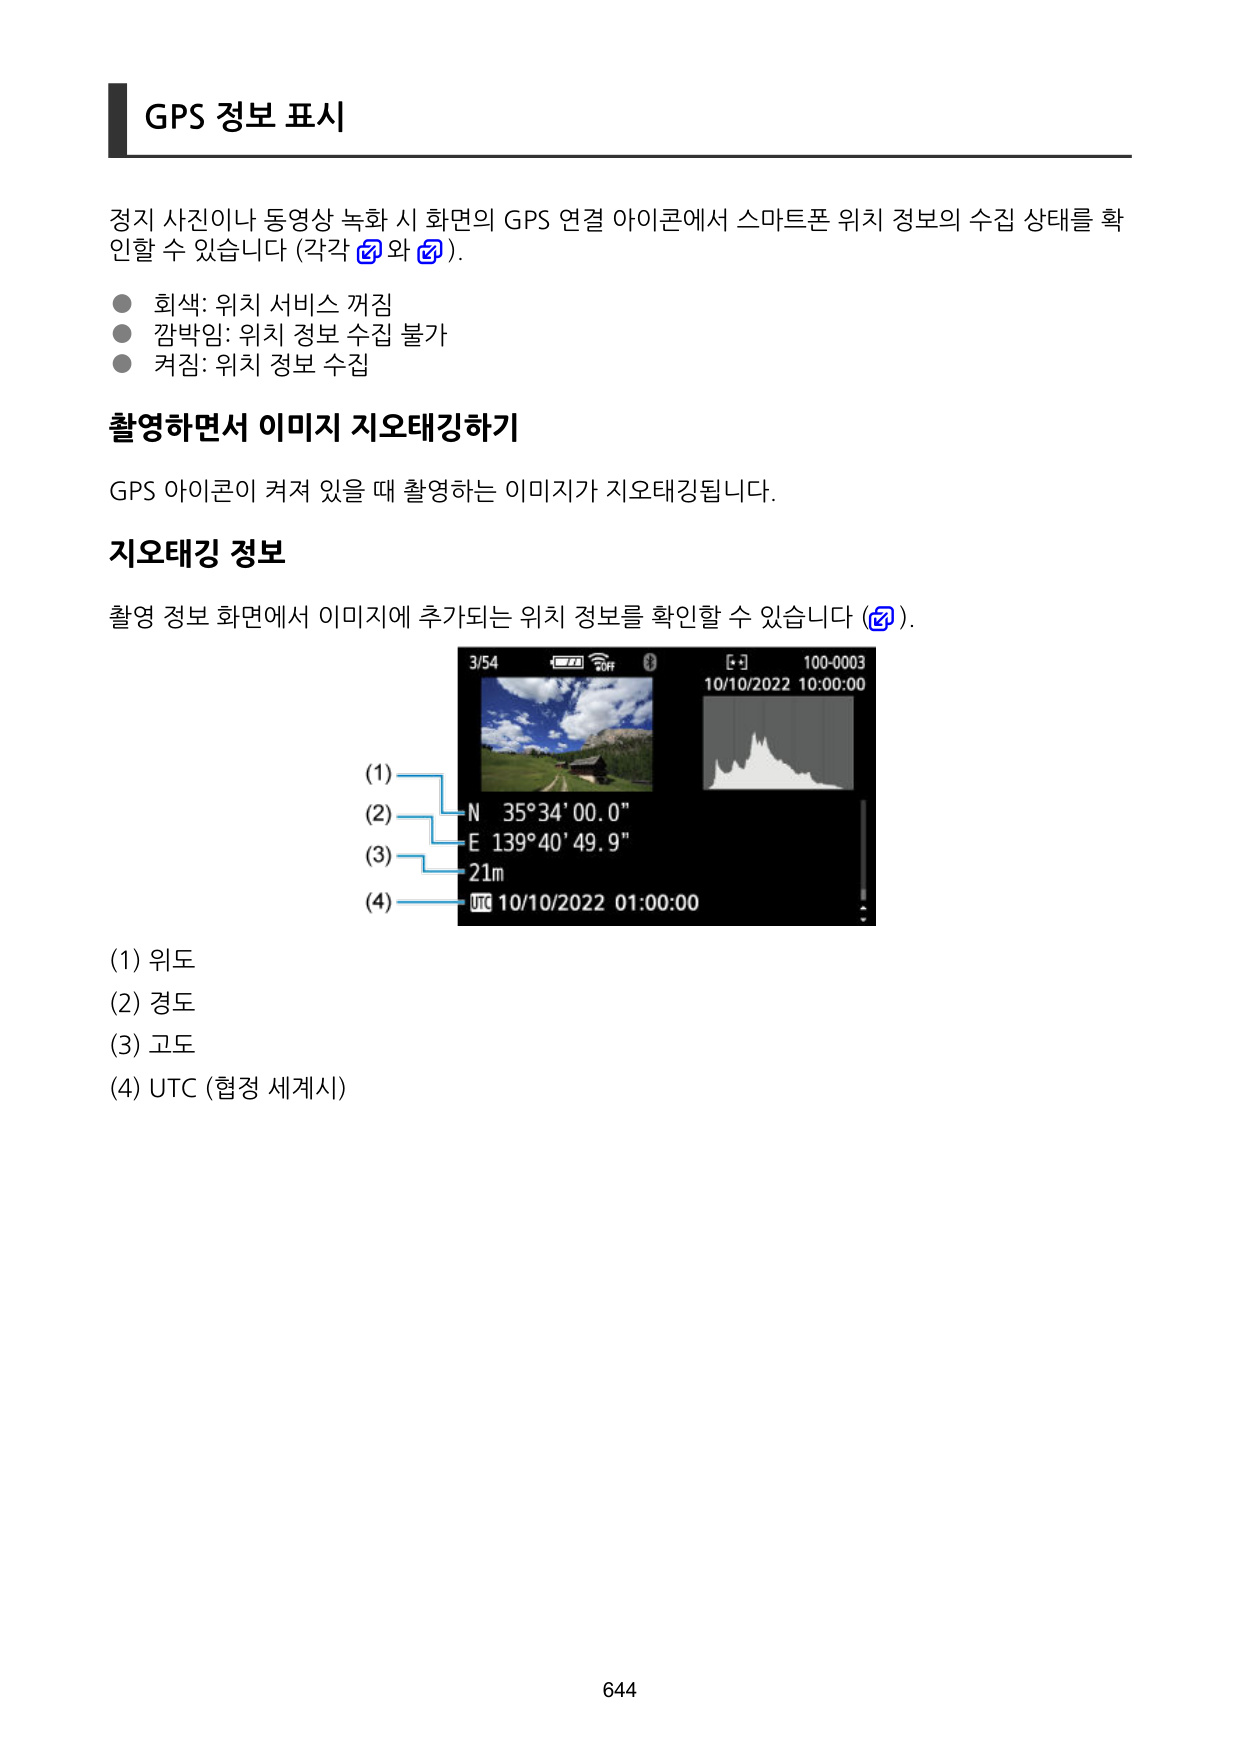 GPS 정보 표시
정지 사진이나 동영상 녹화 시 화면의 GPS 연결 아이콘에서 스마트폰 위치 정보의 수집 상태를 확
인할 수 있습니다 (각각 와 ).
● 회색: 위치 서비스 꺼짐
● 깜박임: 위치 정보 수집 불가
● 켜짐: 위치 정보 수집
촬영하면서 이미지 지오태깅하기
GPS 아이콘이 켜져 있을 때 촬영하는 이미지가 지오태깅됩니다.
지오태깅 정보
촬영 정보 화면에서 이미지에 추가되는 위치 정보를 확인할 수 있습니다 ( ).
3/54 OFF 100-0003
10/10/2022 10:00:00
(1) N 35°34'00.0"
(2) E 139°40'49.9"
(3) 21m
(4) UTC 10/10/2022 01:00:00
(1) 위도
(2) 경도
(3) 고도
(4) UTC (협정 세계시)
644